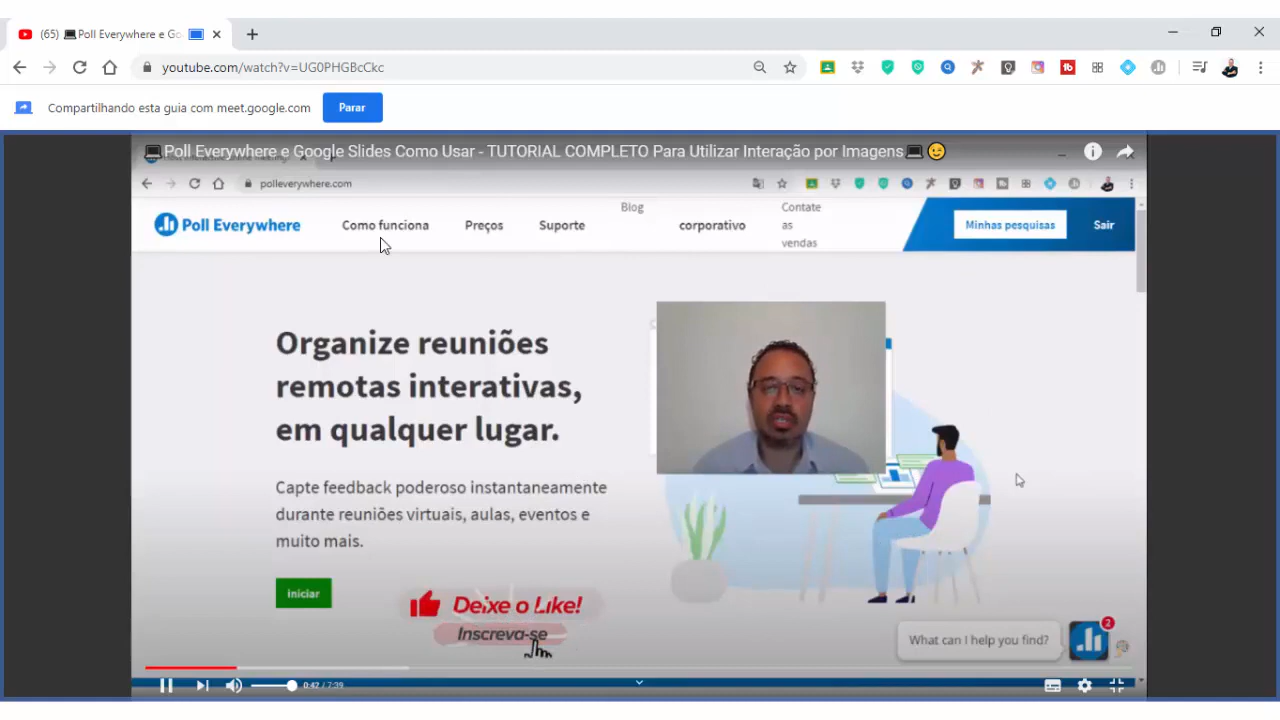 (65) 💻Poll Everywhere e Go
youtube.com/watch?v=UG0PHGBcCkc
Compartilhando esta guia com meet.google.com
Parar
💻Poll Everywhere e Google Slides Como Usar - TUTORIAL COMPLETO Para Utilizar Interação por Imagens💻😉
polleverywhere.com
Poll Everywhere
Como funciona
Preços
Suporte
Blog
corporativo
Contate
as
vendas
Minhas pesquisas
Sair
Organize reuniões
remotas interativas,
em qualquer lugar.
Capte feedback poderoso instantaneamente
durante reuniões virtuais, aulas, eventos e
muito mais.
iniciar
Deixe o Like!
Inscreva-se
What can I help you find?
2
0:42 / 7:39